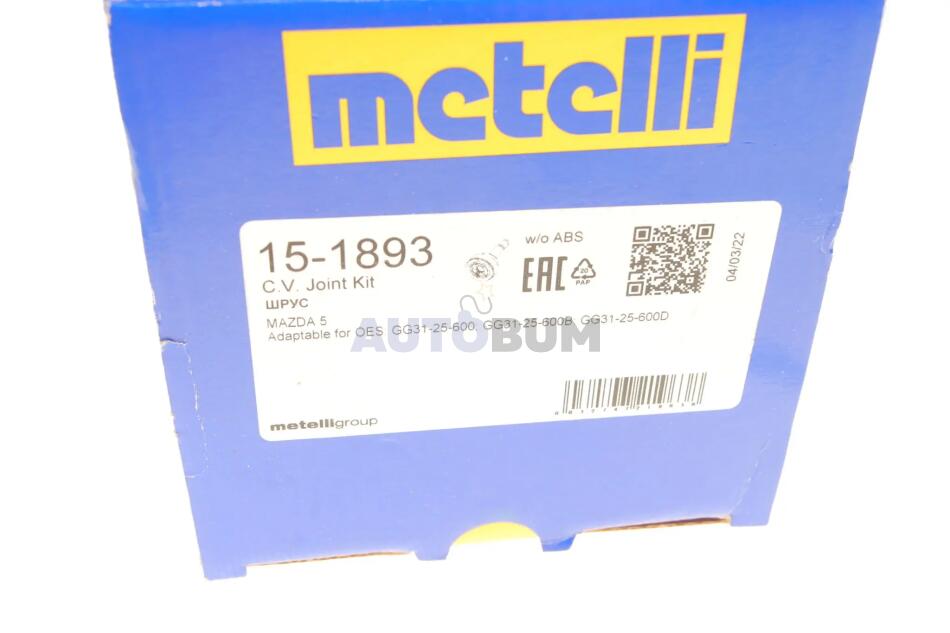 metelli
15-1893
w/o ABS
C.V. Joint Kit
EAC
20
PAP
ШРУС
MAZDA 5
Adaptable for OES GG31-25-600, GG31-25-600B, GG31-25-600D
04/03/22
AUTOBUM
metelligroup